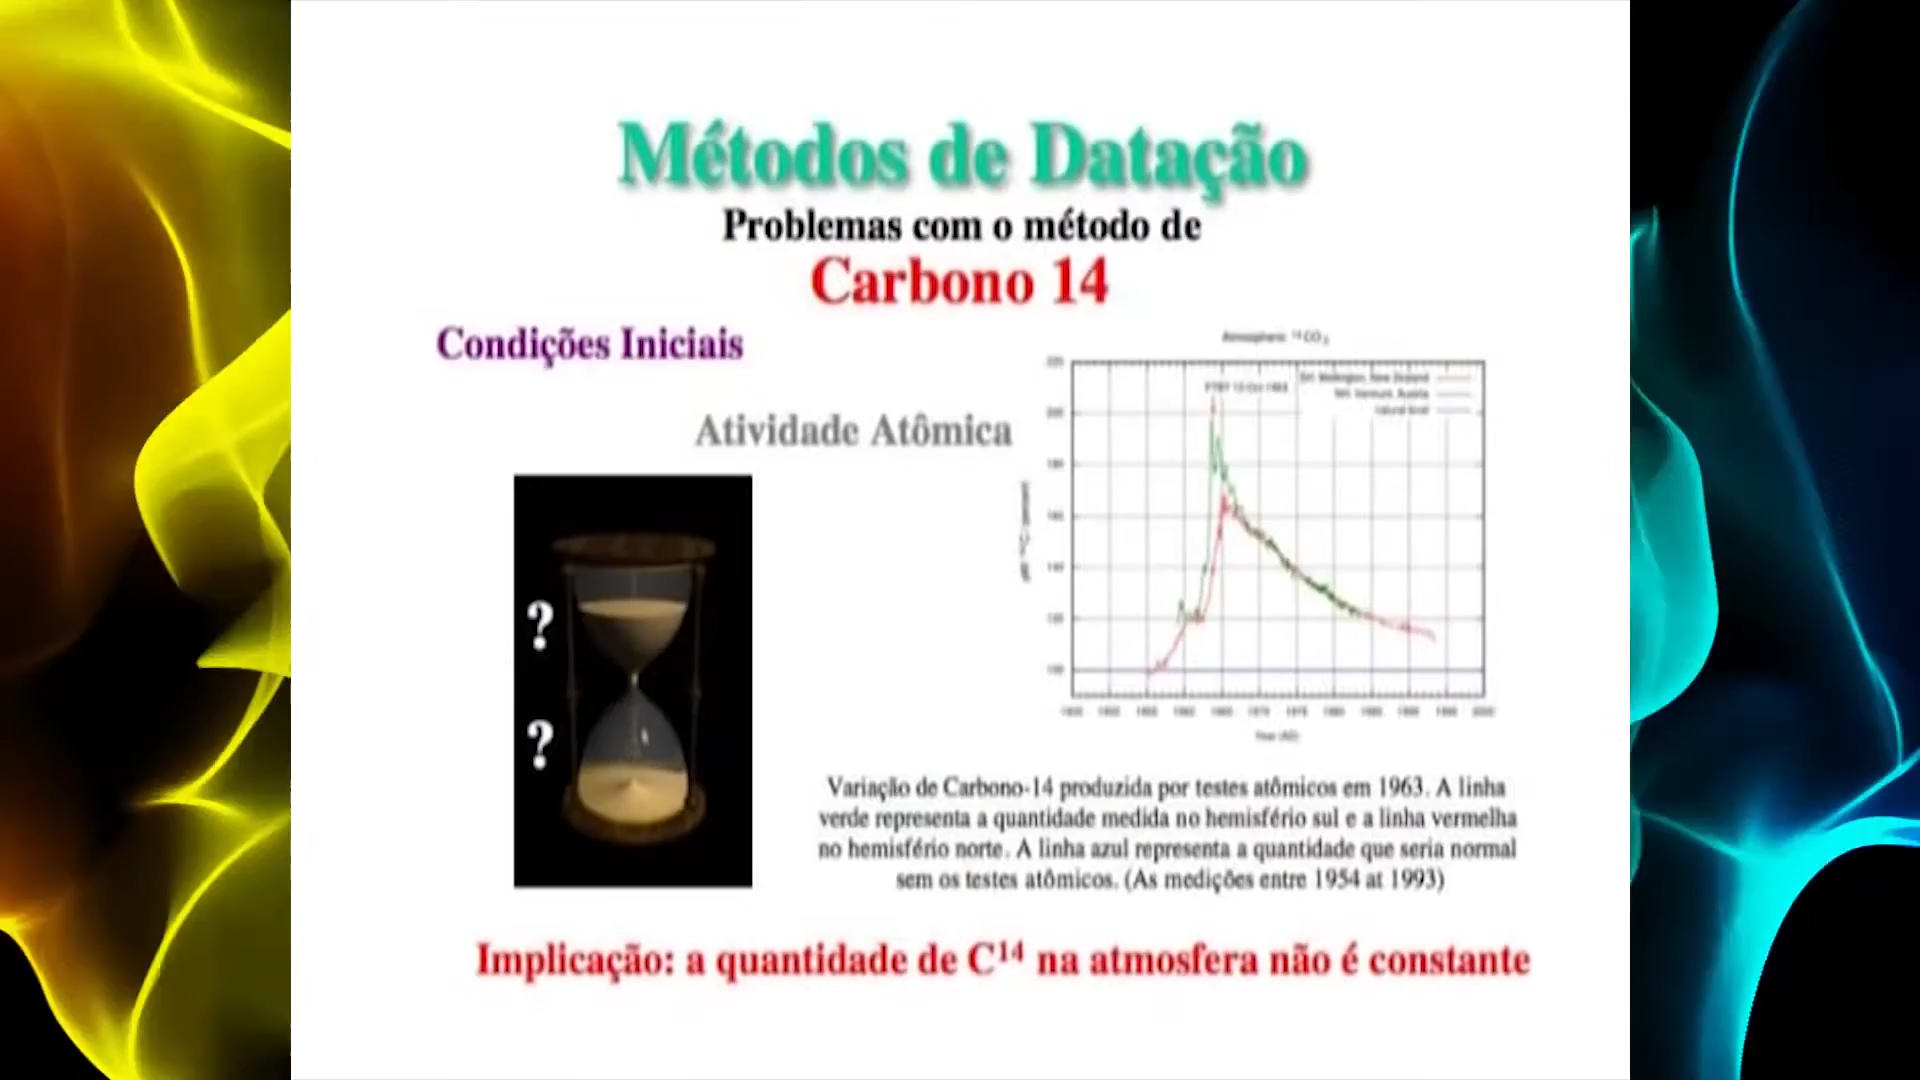 Métodos de Datação
Problemas com o método de
Carbono 14
Condições Iniciais
Atividade Atômica
?
?
Variação de Carbono-14 produzida por testes atômicos em 1963. A linha
verde representa a quantidade medida no hemisfério sul e a linha vermelha
no hemisfério norte. A linha azul representa a quantidade que seria normal
sem os testes atômicos. (As medições entre 1954 at 1993)
Implicação: a quantidade de C¹⁴ na atmosfera não é constante